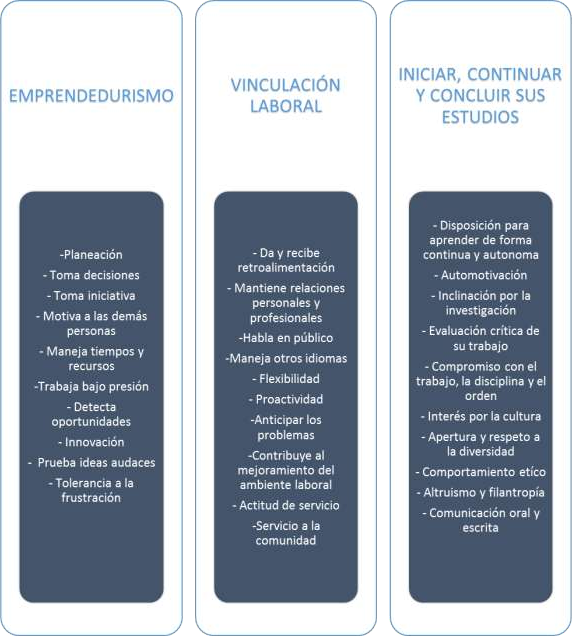 EMPRENDEDURISMO
-Planeación
- Toma decisiones
- Toma iniciativa
- Motiva a las demás
personas
- Maneja tiempos y
recursos
-Trabaja bajo presión
- Detecta
oportunidades
- Innovación
- Prueba ideas audaces
- Tolerancia a la
frustración
VINCULACIÓN
LABORAL
- Da y recibe
retroalimentación
- Mantiene relaciones
personales y
profesionales
-Habla en público
-Maneja otros idiomas
- Flexibilidad
- Proactividad
-Anticipar los
problemas
-Contribuye al
mejoramiento del
ambiente laboral
- Actitud de servicio
-Servicio a la
comunidad
INICIAR, CONTINUAR
Y CONCLUIR SUS
ESTUDIOS
- Disposición para
aprender de forma
continua y autonoma
- Automotivación
- Inclinación por la
investigación
- Evaluación crítica de
su trabajo
- Compromiso con el
trabajo, la disciplina y el
orden
- Interés por la cultura
- Apertura y respeto a
la diversidad
- Comportamiento etíco
- Altruismo y filantropía
- Comunicación oral y
escrita